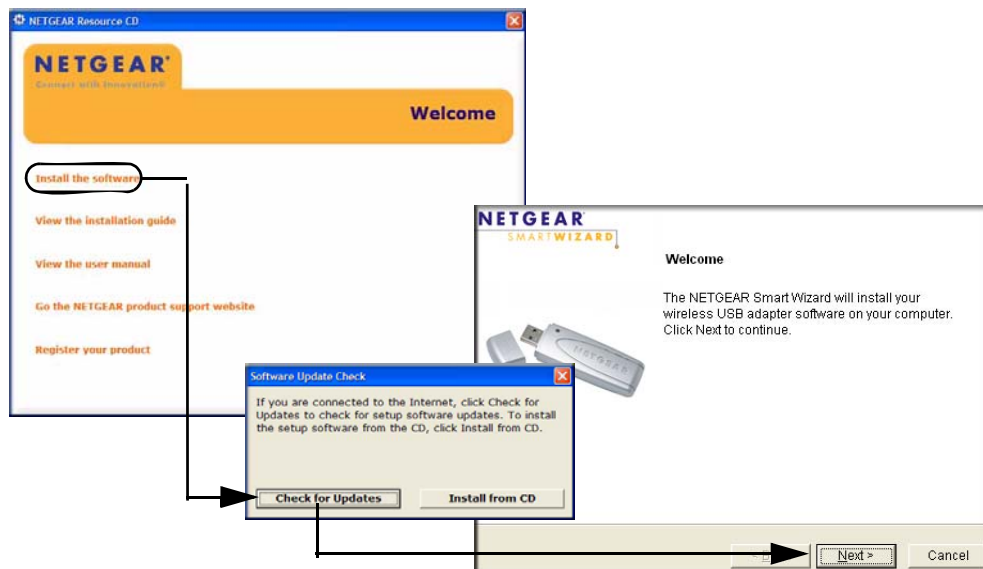 NETGEAR Resource CD
NETGEAR®
Connect with Innovation®
Welcome
Install the software
View the installation guide
View the user manual
Go the NETGEAR product support website
Register your product
Software Update Check
If you are connected to the Internet, click Check for
Updates to check for setup software updates. To install
the setup software from the CD, click Install from CD.
Check for Updates
Install from CD
NETGEAR
SMARTWIZARD
Welcome
The NETGEAR Smart Wizard will install your
wireless USB adapter software on your computer.
Click Next to continue.
NETGEAR
Next >
Cancel